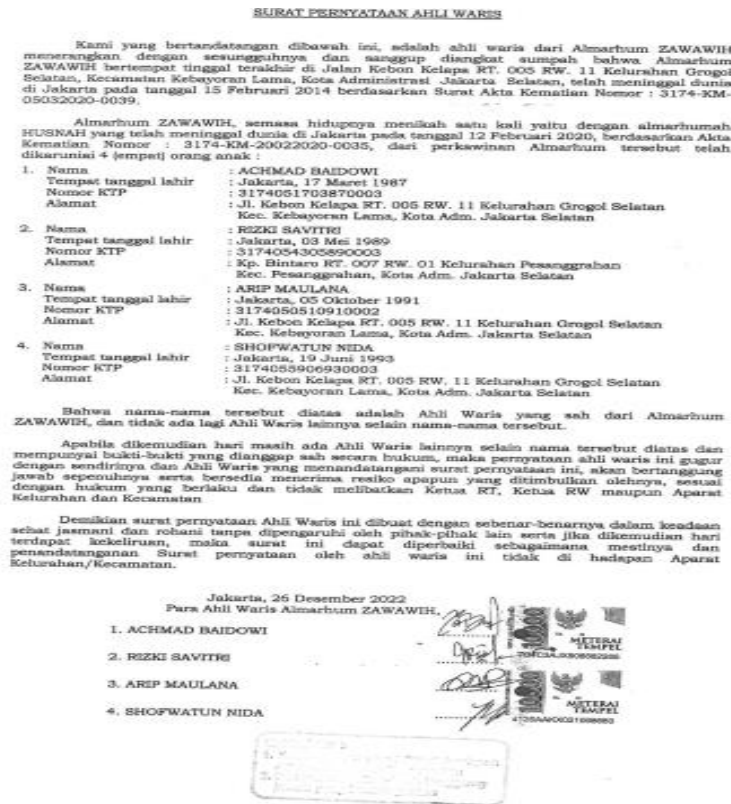 SURAT PERNYATAAN AHLI WARIS
Kami yang bertandatangan dibawah ini, adalah ahli waris dari Almarhum ZAWAWIH
menerangkan dengan sesungguhnya dan sanggup diangkat sumpah bahwa Almarhum
ZAWAWIH bertempat tinggal terakhir di Jalan Kebon Kelapa RT. 005 RW. 11 Kelurahan Grogol
Selatan, Kecamatan Kebayoran Lama, Kota Administrasi Jakarta Selatan, telah meninggal dunia
di Jakarta pada tanggal 15 Februari 2014 berdasarkan Surat Akta Kematian Nomor : 3174-KM-
05032020-0039.
Almarhum ZAWAWIH, semasa hidupnya menikah satu kali yaitu dengan almarhumah
HUSNAH yang telah meninggal dunia di Jakarta pada tanggal 12 Februari 2020, berdasarkan Akta
Kematian Nomor : 3174-KM-20022020-0035, dari perkawinan Almarhum tersebut telah
dikaruniai 4 (empat) orang anak :
1. Nama : ACHMAD BAIDOWI
Tempat tanggal lahir : Jakarta, 17 Maret 1987
Nomor KTP : 3174051703870003
Alamat : Jl. Kebon Kelapa RT. 005 RW. 11 Kelurahan Grogol Selatan
Kec. Kebayoran Lama, Kota Adm. Jakarta Selatan
2. Nama : RIZKI SAVITRI
Tempat tanggal lahir : Jakarta, 03 Mei 1989
Nomor KTP : 3174054305890003
Alamat : Kp. Bintaro RT. 007 RW. 01 Kelurahan Pesanggrahan
Kec. Pesanggrahan, Kota Adm. Jakarta Selatan
3. Nama : ARIP MAULANA
Tempat tanggal lahir : Jakarta, 05 Oktober 1991
Nomor KTP : 3174050510910002
Alamat : Jl. Kebon Kelapa RT. 005 RW. 11 Kelurahan Grogol Selatan
Kec. Kebayoran Lama, Kota Adm. Jakarta Selatan
4. Nama : SHOFWATUN NIDA
Tempat tanggal lahir : Jakarta, 19 Juni 1993
Nomor KTP : 3174055906930003
Alamat : Jl. Kebon Kelapa RT. 005 RW. 11 Kelurahan Grogol Selatan
Kec. Kebayoran Lama, Kota Adm. Jakarta Selatan
Bahwa nama-nama tersebut diatas adalah Ahli Waris yang sah dari Almarhum
ZAWAWIH, dan tidak ada lagi Ahli Waris lainnya selain nama-nama tersebut.
Apabila dikemudian hari masih ada Ahli Waris lainnya selain nama tersebut diatas dan
mempunyai bukti-bukti yang dianggap sah secara hukum, maka pernyataan ahli waris ini gugur
dengan sendirinya dan Ahli Waris yang menandatangani surat pernyataan ini, akan bertanggung
jawab sepenuhnya serta bersedia menerima resiko apapun yang ditimbulkan olehnya, sesuai
dengan hukum yang berlaku dan tidak melibatkan Ketua RT, Ketua RW maupun Aparat
Kelurahan dan Kecamatan
Demikian surat pernyataan Ahli Waris ini dibuat dengan sebenar-benarnya dalam keadaan
sehat jasmani dan rohani tanpa dipengaruhi oleh pihak-pihak lain serta jika dikemudian hari
terdapat kekeliruan, maka surat ini dapat diperbaiki sebagaimana mestinya dan
penandatanganan Surat pernyataan oleh ahli waris ini tidak di hadapan Aparat
Kelurahan/Kecamatan.
Jakarta, 26 Desember 2022
Para Ahli Waris Almarhum ZAWAWIH,
1. ACHMAD BAIDOWI
2. RIZKI SAVITRI
3. ARIP MAULANA
4. SHOFWATUN NIDA
10000
METERAI
TEMPEL
10000
METERAI
TEMPEL